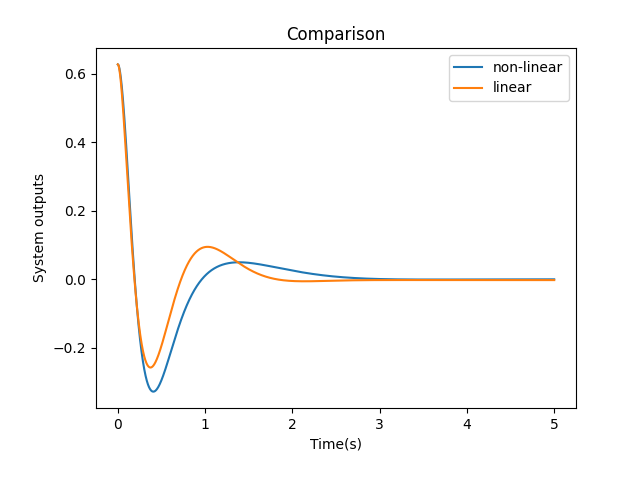 Comparison
non-linear
linear
System outputs
0.6
0.4
0.2
0.0
−0.2
0 1 2 3 4 5
Time(s)